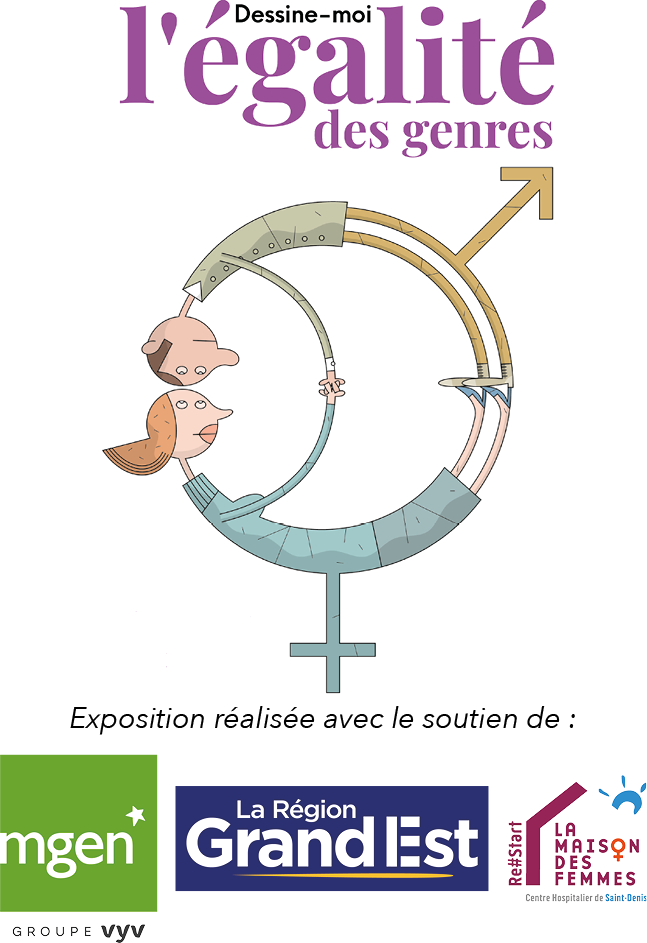 Dessine-moi
l'égalité
des genres
Exposition réalisée avec le soutien de :
mgen
GROUPE vyv
La Région
Grand Est
Re#Start
LA
MAISON
DES
FEMMES
Centre Hospitalier de Saint-Denis